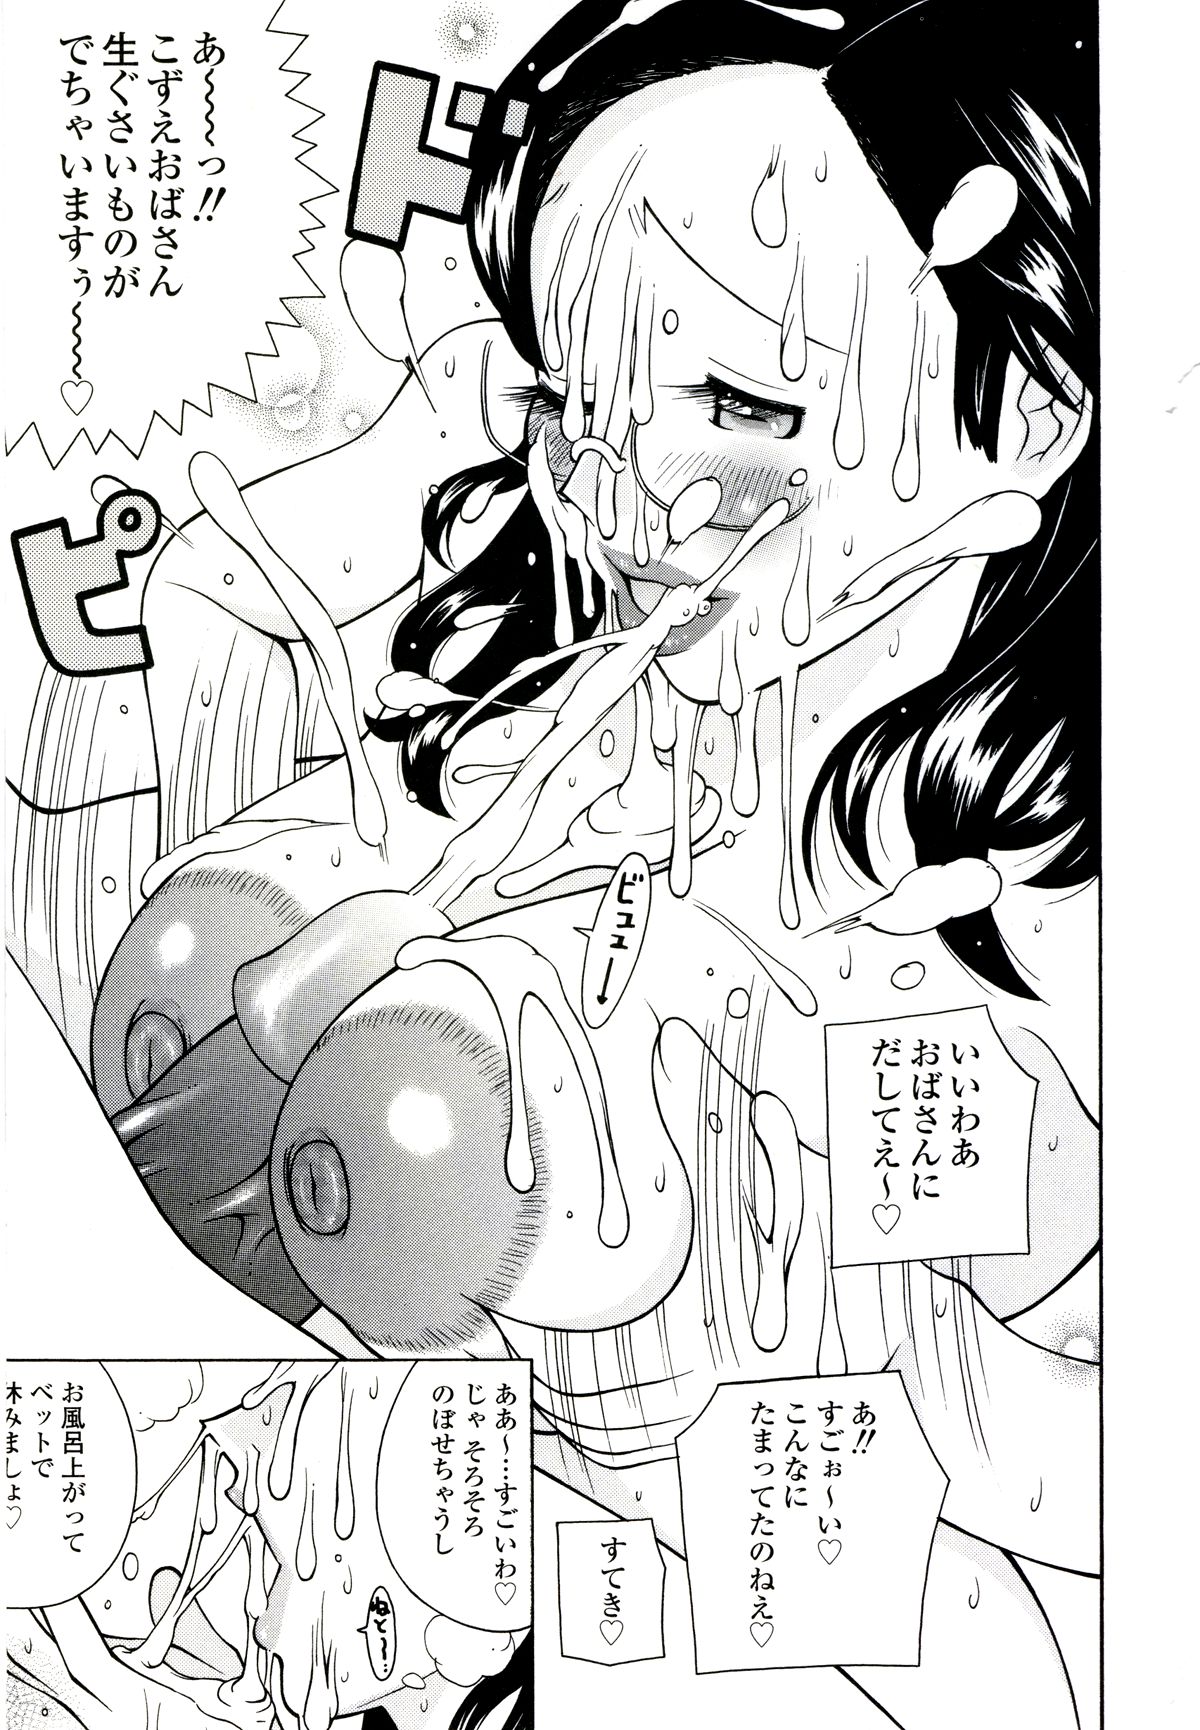 ド
ピ
あ～～～っ!!
こずえおばさん
生ぐさいものが
でちゃいますぅ～～～～♡
ビュュー
いいわあ
おばさんに
だしてえ～♡
あ!!
すごぉ～い♡
こんなに
たまってたのねえ♡
すてき♡
ああ～…すごいわ♡
じゃ そろそろ
のぼせちゃうし
ねと～…
お風呂上がって
ベットで
休みましょ♡